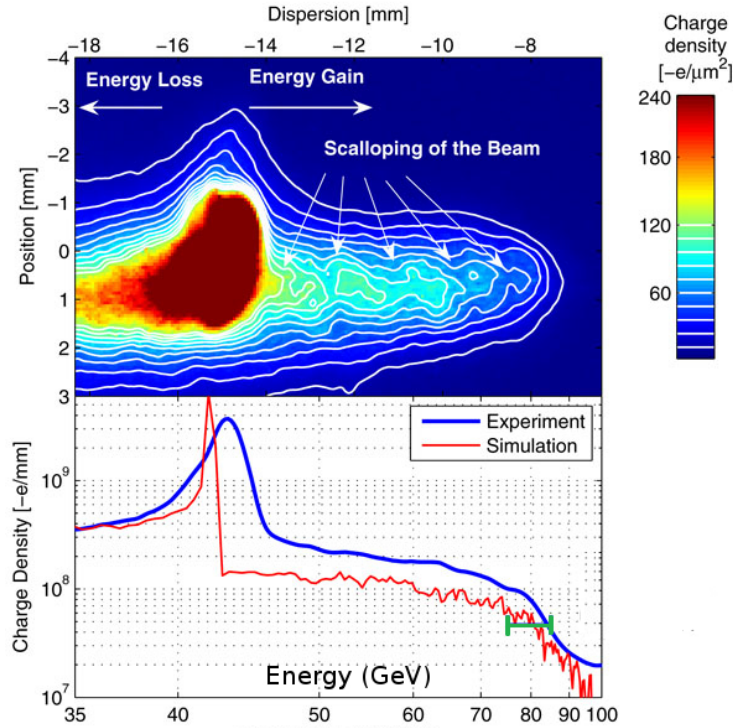 Dispersion [mm]
-18 -16 -14 -12 -10 -8
Charge
density
[-e/μm²]
-4
-3
-2
-1
0
1
2
3
Position [mm]
Energy Loss
Energy Gain
Scalloping of the Beam
240
180
120
60
Charge Density [-e/mm]
10⁹
10⁸
10⁷
Experiment
Simulation
Energy (GeV)
35 40 50 60 70 80 90 100